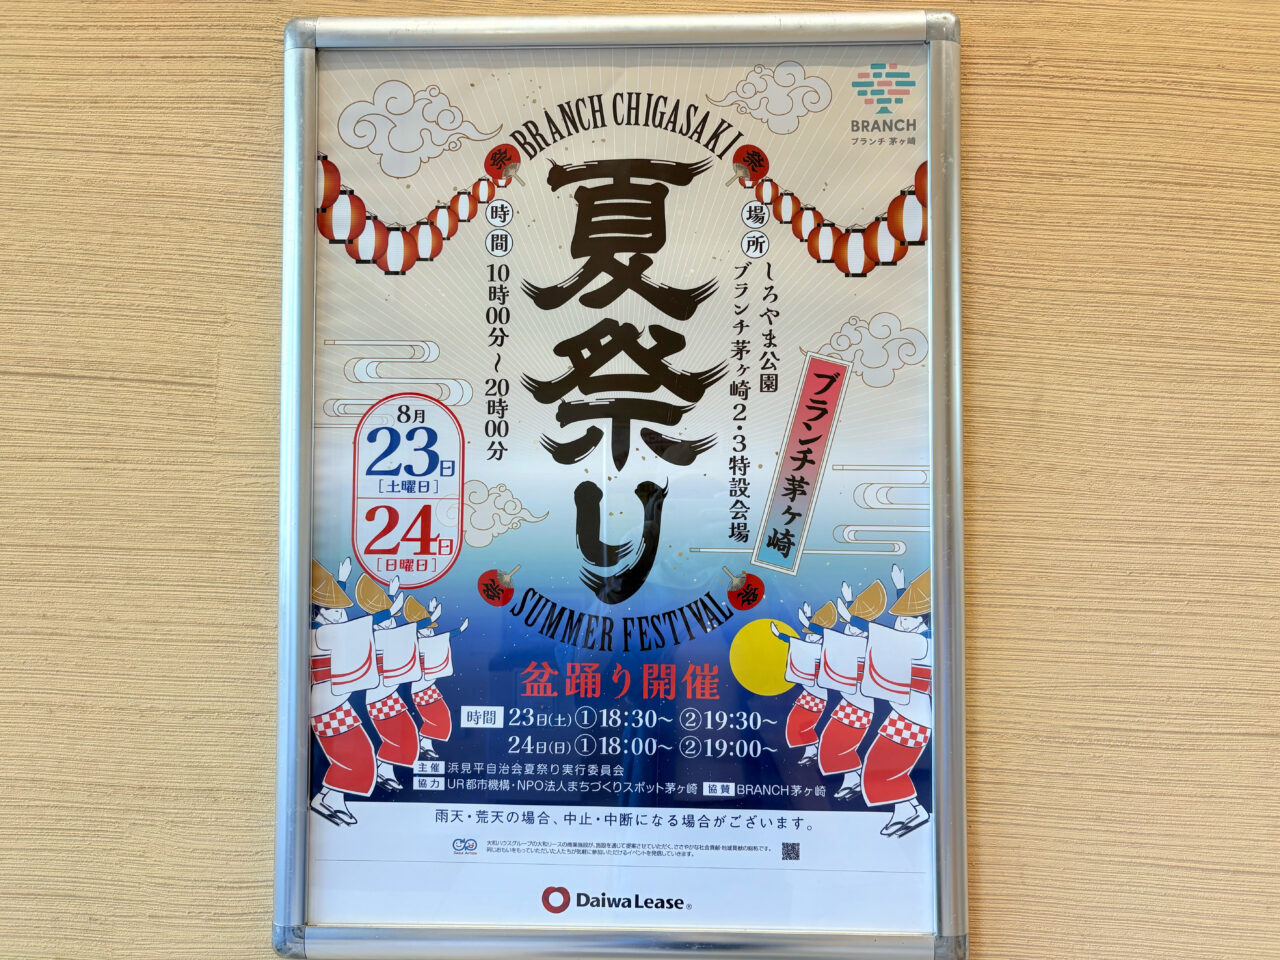 BRANCH
ブランチ 茅ヶ崎
BRANCH CHIGASAKI
祭
祭
夏祭り
時間
10時00分〜20時00分
場所
しろやま公園
ブランチ茅ヶ崎2・3特設会場
ブランチ茅ヶ崎
8月
23日
[土曜日]
24日
[日曜日]
祭
祭
SUMMER FESTIVAL
盆踊り開催
時間 23日(土)①18:30〜 ②19:30〜
24日(日)①18:00〜 ②19:00〜
主催 浜見平自治会夏祭り実行委員会
協力 UR都市機構・NPO法人まちづくりスポット茅ヶ崎 協賛 BRANCH茅ヶ崎
雨天・荒天の場合、中止・中断になる場合がございます。
DaiwaLease®